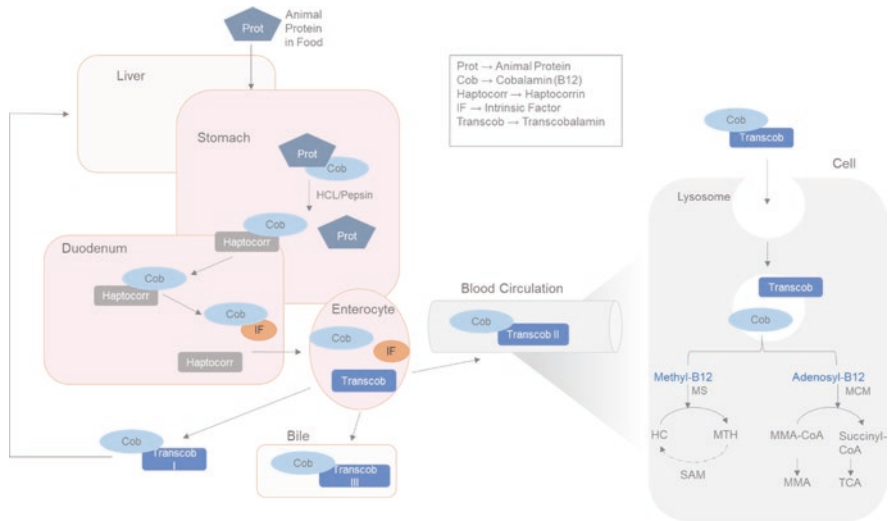 Prot
Animal
Protein
in Food
Liver
Prot → Animal Protein
Cob → Cobalamin (B12)
Haptocorr → Haptocorrin
IF → Intrinsic Factor
Transcob → Transcobalamin
Stomach
Prot
Cob
HCL/Pepsin
Cob
Haptocorr
Prot
Duodenum
Cob
Haptocorr
Cob
IF
Haptocorr
Enterocyte
Cob
IF
Transcob
Blood Circulation
Cob
Transcob II
Cob
Transcob
I
Bile
Cob
Transcob
III
Cob
Transcob
Cell
Lysosome
Transcob
Cob
Methyl-B12
MS
Adenosyl-B12
MCM
HC
MTH
SAM
MMA-CoA
Succinyl-
CoA
MMA
TCA